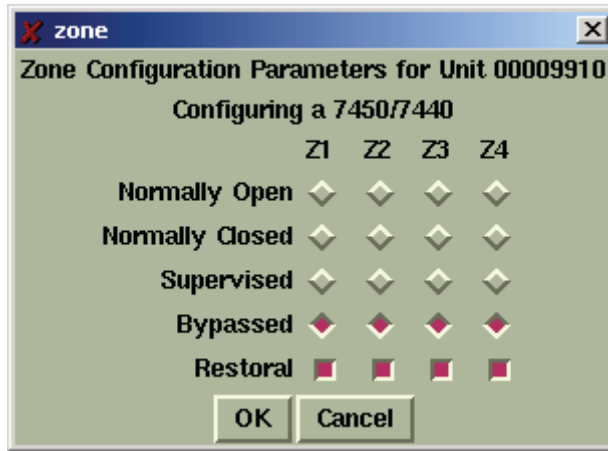 zone
Zone Configuration Parameters for Unit 00009910
Configuring a 7450/7440
Z1 Z2 Z3 Z4
Normally Open
Normally Closed
Supervised
Bypassed
Restoral
OK Cancel